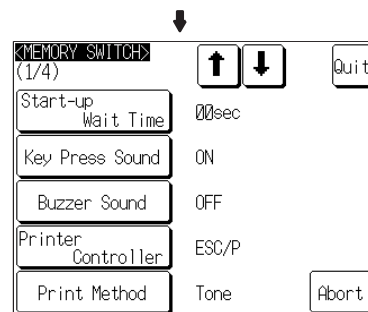 <MEMORY SWITCH>
(1/4)
Quit
Start-up
Wait Time
00sec
Key Press Sound
ON
Buzzer Sound
OFF
Printer
Controller
ESC/P
Print Method
Tone
Abort